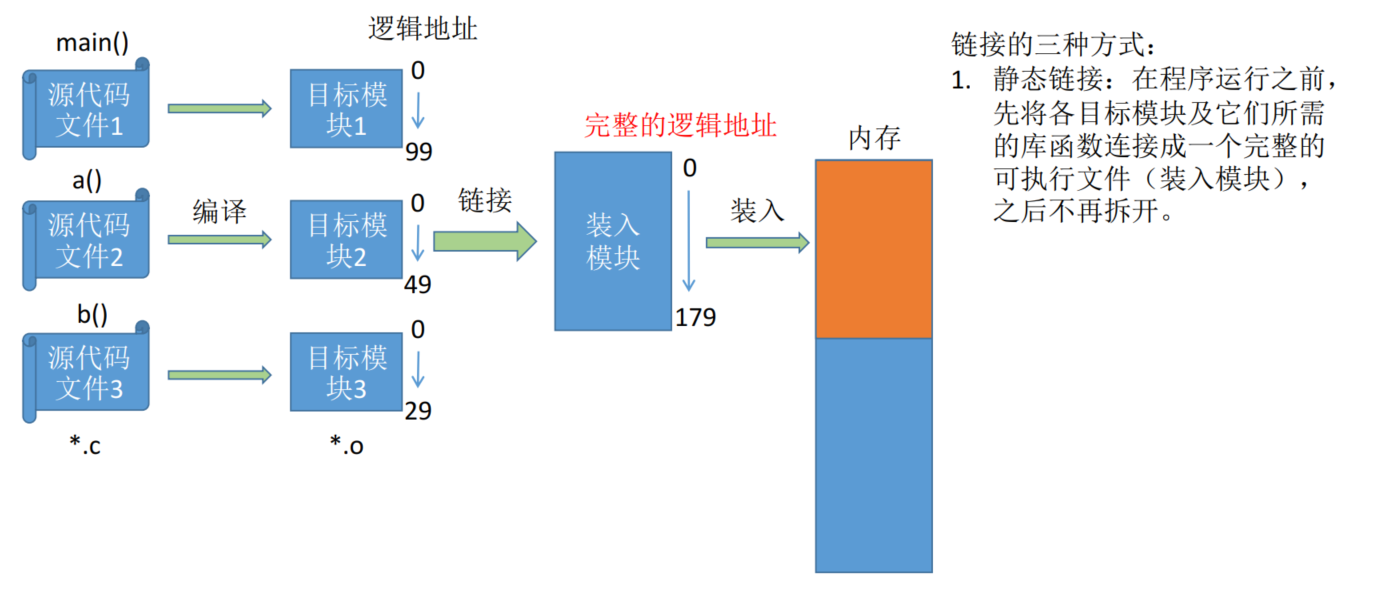 逻辑地址
main()
源代码
文件1
目标模
块1
0
99
a()
源代码
文件2
编译
目标模
块2
0
49
链接
b()
源代码
文件3
目标模
块3
0
29
*.c
*.o
完整的逻辑地址
装入
模块
0
179
装入
内存
链接的三种方式：
1. 静态链接：在程序运行之前，
先将各目标模块及它们所需
的库函数连接成一个完整的
可执行文件（装入模块），
之后不再拆开。